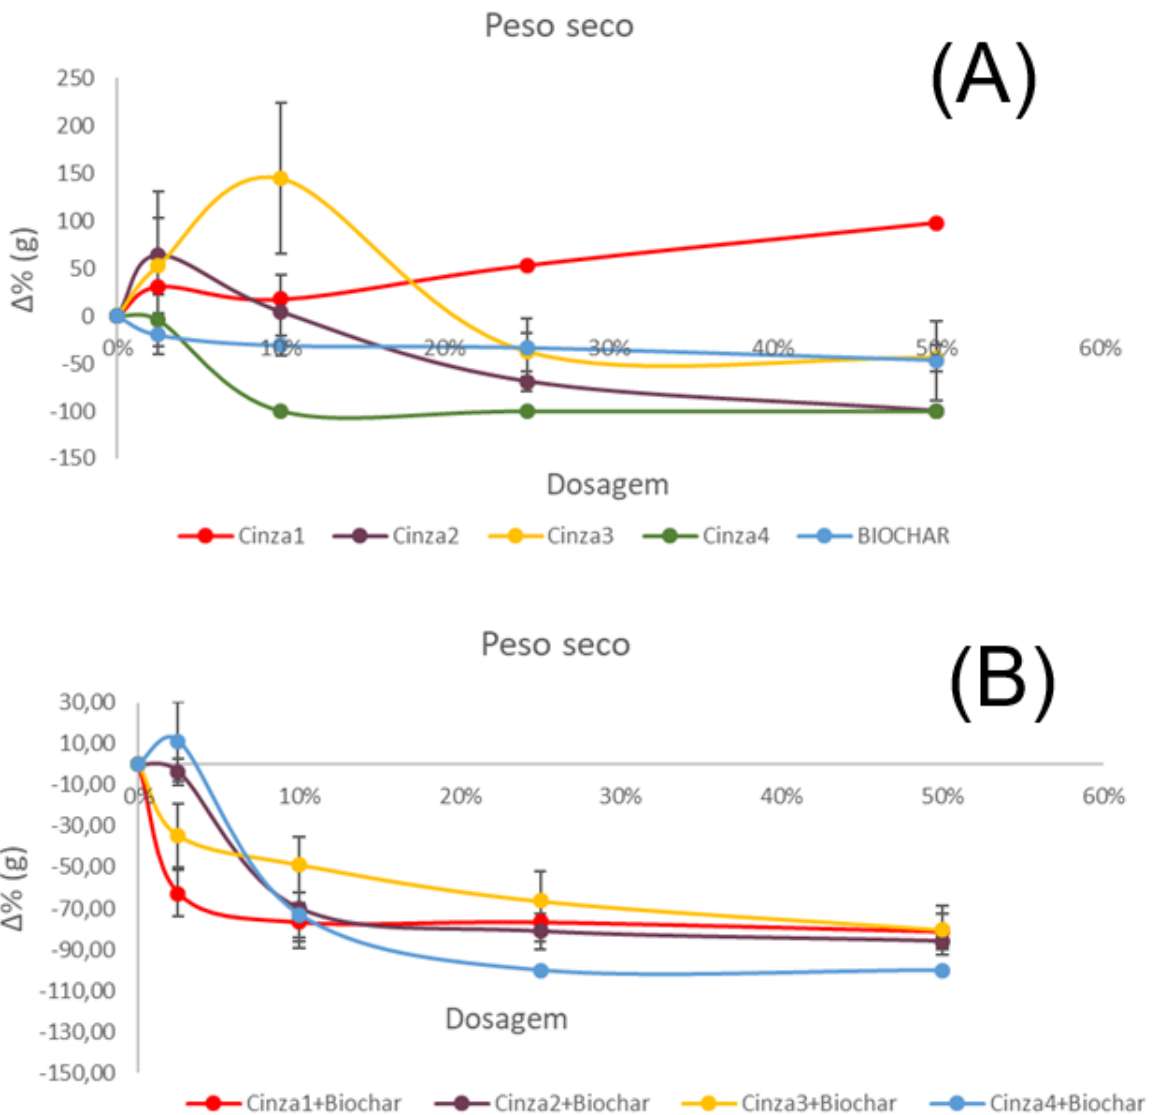 Peso seco
(A)
250
200
150
100
50
0
-50
-100
-150
Δ% (g)
0% 10% 20% 30% 40% 50% 60%
Dosagem
Cinza1 Cinza2 Cinza3 Cinza4 BIOCHAR
Peso seco
(B)
30,00
10,00
-10,00
-30,00
-50,00
-70,00
-90,00
-110,00
-130,00
-150,00
Δ% (g)
0% 10% 20% 30% 40% 50% 60%
Dosagem
Cinza1+Biochar Cinza2+Biochar Cinza3+Biochar Cinza4+Biochar